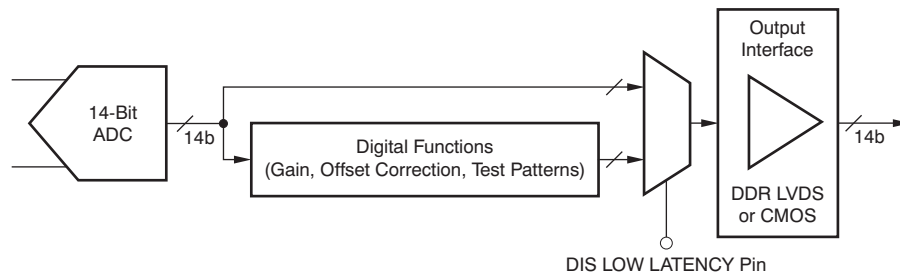 14-Bit
ADC
14b
Digital Functions
(Gain, Offset Correction, Test Patterns)
DIS LOW LATENCY Pin
Output
Interface
DDR LVDS
or CMOS
14b